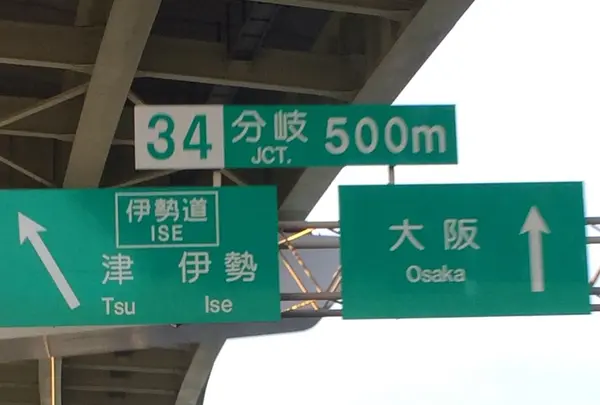 34 分岐 JCT. 500m
伊勢道
ISE
津 伊勢
Tsu Ise
大阪
Osaka